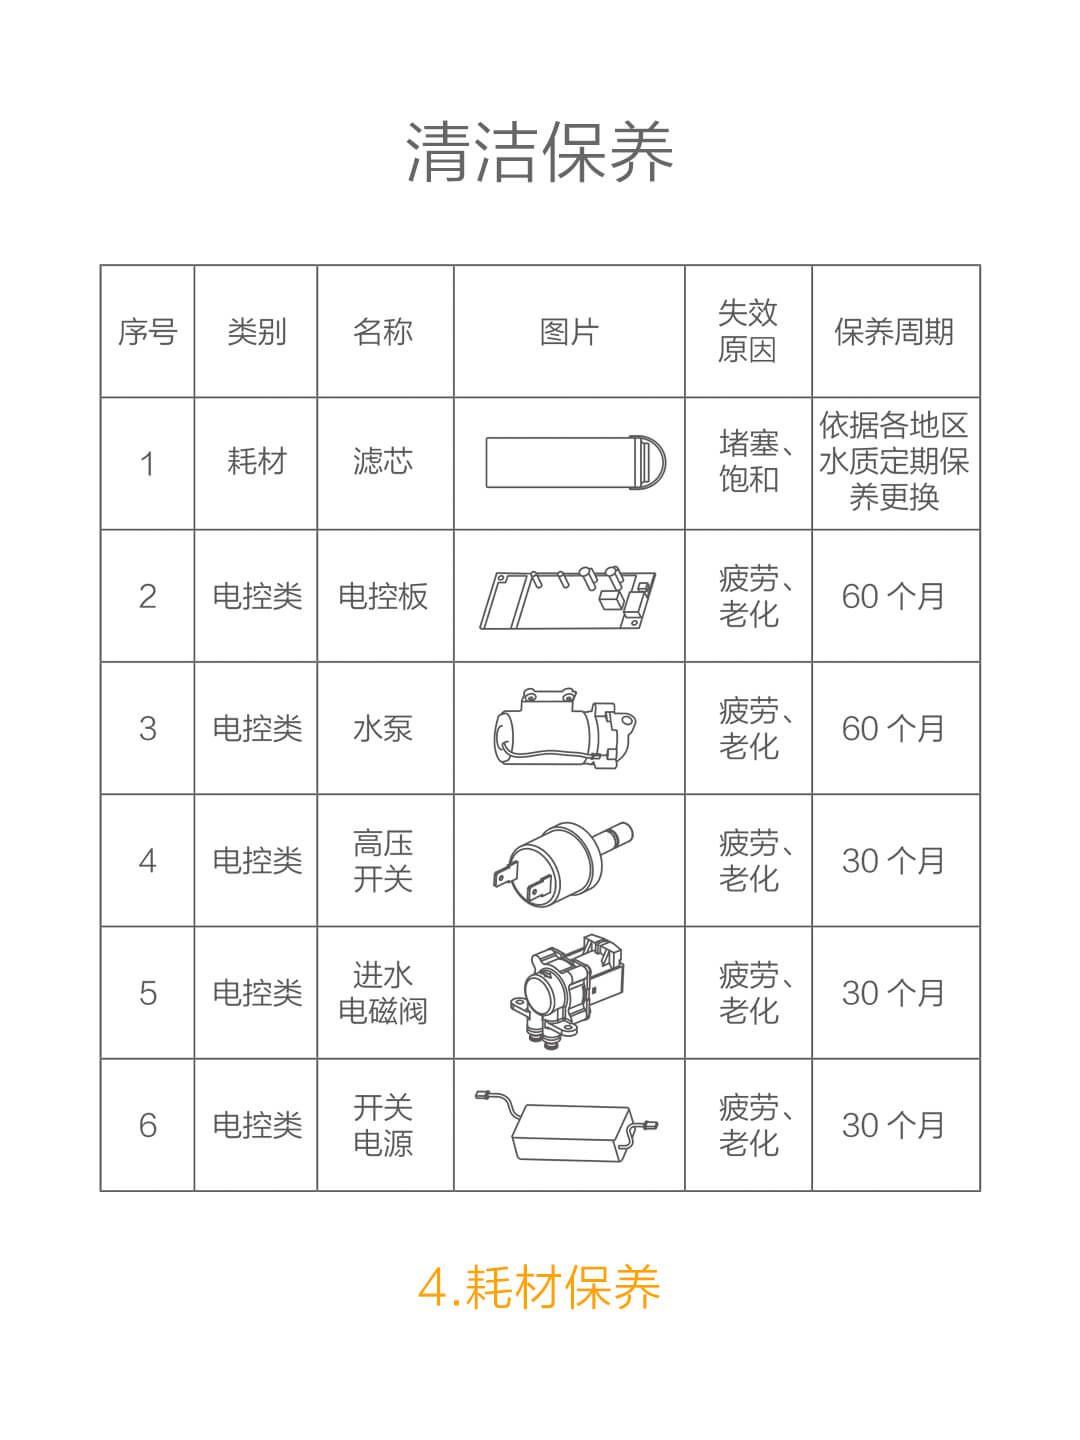 清洁保养
序号 类别 名称 图片 失效 保养周期
原因
1 耗材 滤芯 堵塞、 依据各地区
饱和 水质定期保
养更换
2 电控类 电控板 疲劳、 60 个月
老化
3 电控类 水泵 疲劳、 60 个月
老化
4 电控类 高压 疲劳、 30 个月
开关 老化
5 电控类 进水 疲劳、 30 个月
电磁阀 老化
6 电控类 开关 疲劳、 30 个月
电源 老化
4.耗材保养